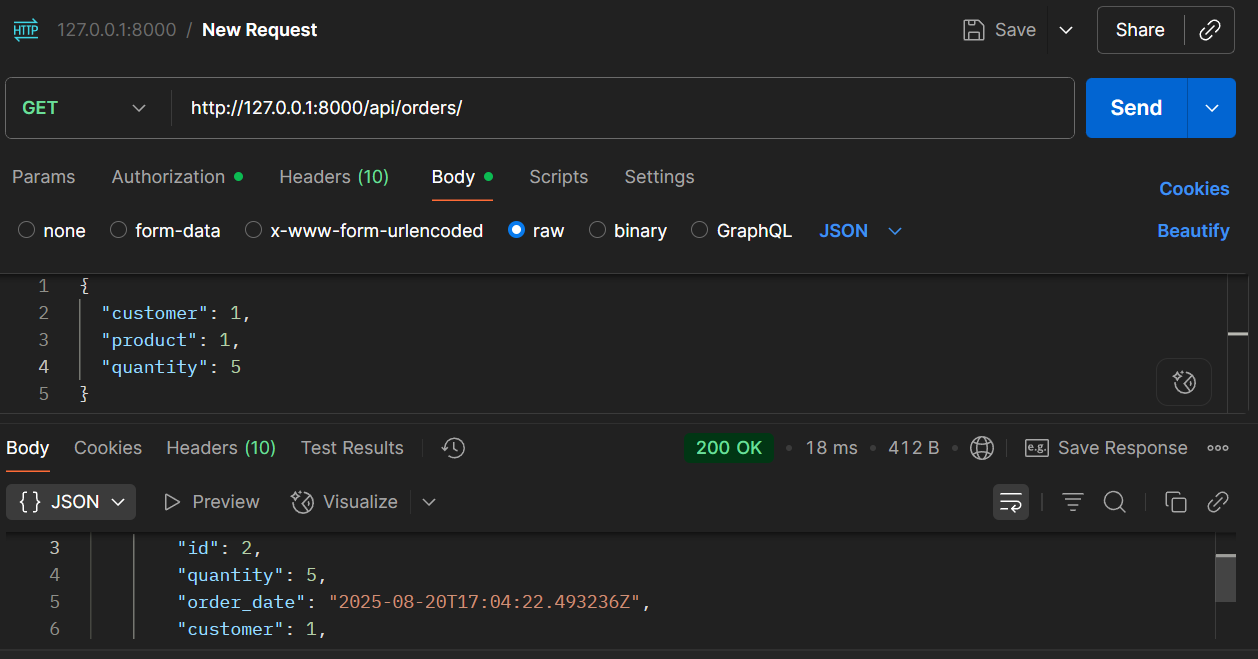 HTTP 127.0.0.1:8000 / New Request Save Share
GET http://127.0.0.1:8000/api/orders/ Send
Params Authorization Headers (10) Body Scripts Settings Cookies
none form-data x-www-form-urlencoded raw binary GraphQL JSON Beautify
1 {
2 "customer": 1,
3 "product": 1,
4 "quantity": 5
5 }
Body Cookies Headers (10) Test Results 200 OK • 18 ms • 412 B • e.g. Save Response
{} JSON Preview Visualize
3 "id": 2,
4 "quantity": 5,
5 "order_date": "2025-08-20T17:04:22.493236Z",
6 "customer": 1,